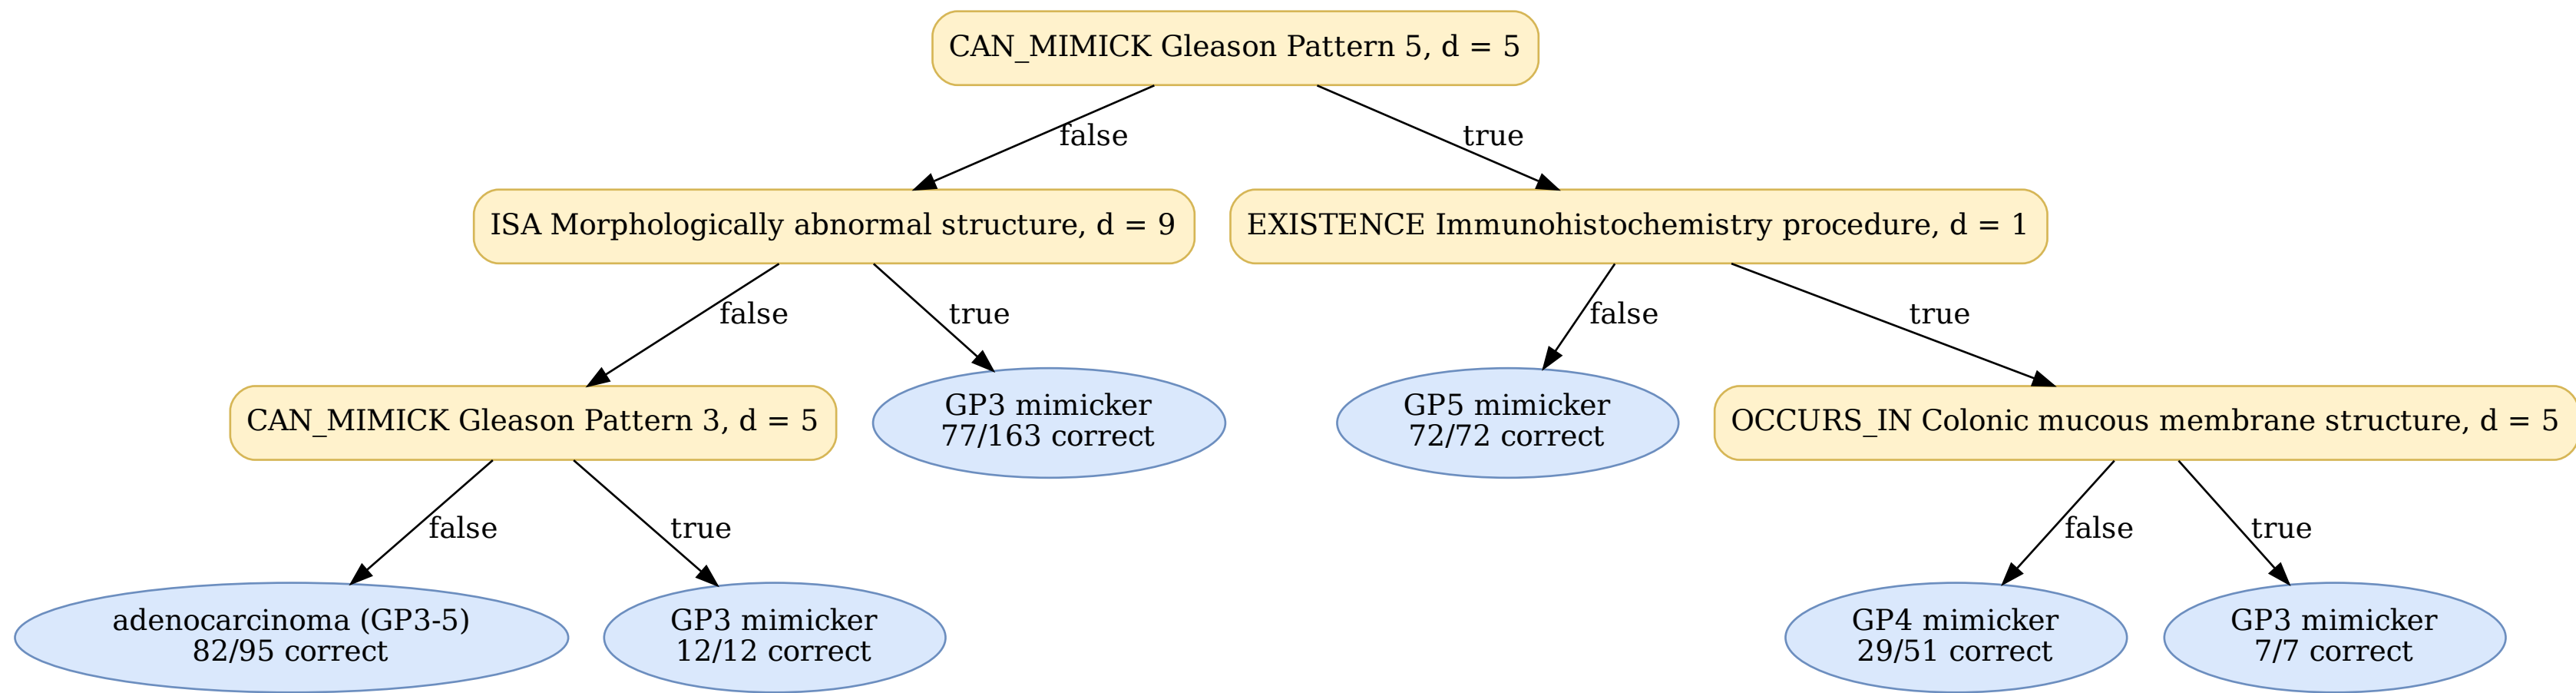 CAN_MIMICK Gleason Pattern 5, d = 5
false
true
ISA Morphologically abnormal structure, d = 9
EXISTENCE Immunohistochemistry procedure, d = 1
false
true
false
true
CAN_MIMICK Gleason Pattern 3, d = 5
GP3 mimicker
77/163 correct
GP5 mimicker
72/72 correct
OCCURS_IN Colonic mucous membrane structure, d = 5
false
true
false
true
adenocarcinoma (GP3-5)
82/95 correct
GP3 mimicker
12/12 correct
GP4 mimicker
29/51 correct
GP3 mimicker
7/7 correct